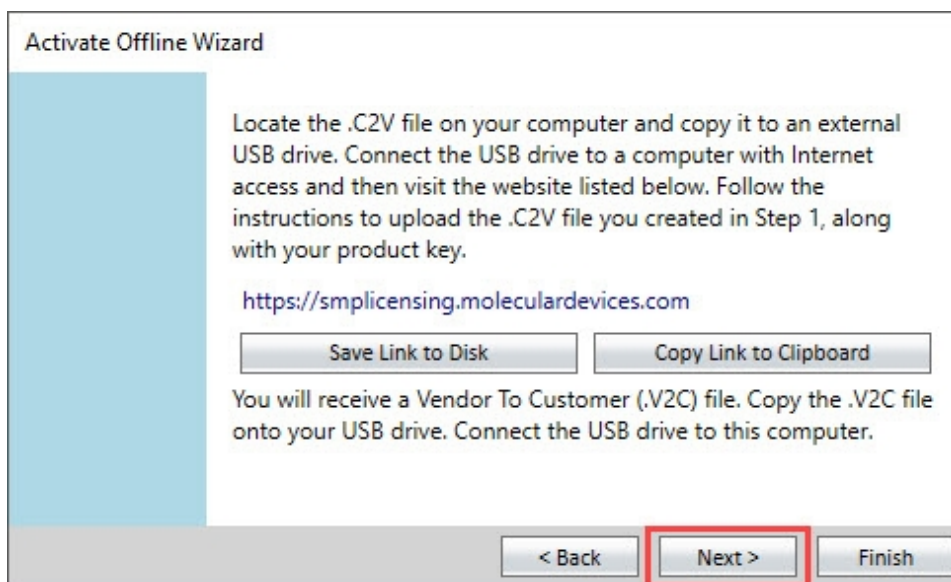 Activate Offline Wizard
Locate the .C2V file on your computer and copy it to an external
USB drive. Connect the USB drive to a computer with Internet
access and then visit the website listed below. Follow the
instructions to upload the .C2V file you created in Step 1, along
with your product key.
https://smplicensing.moleculardevices.com
Save Link to Disk
Copy Link to Clipboard
You will receive a Vendor To Customer (.V2C) file. Copy the .V2C file
onto your USB drive. Connect the USB drive to this computer.
< Back
Next >
Finish